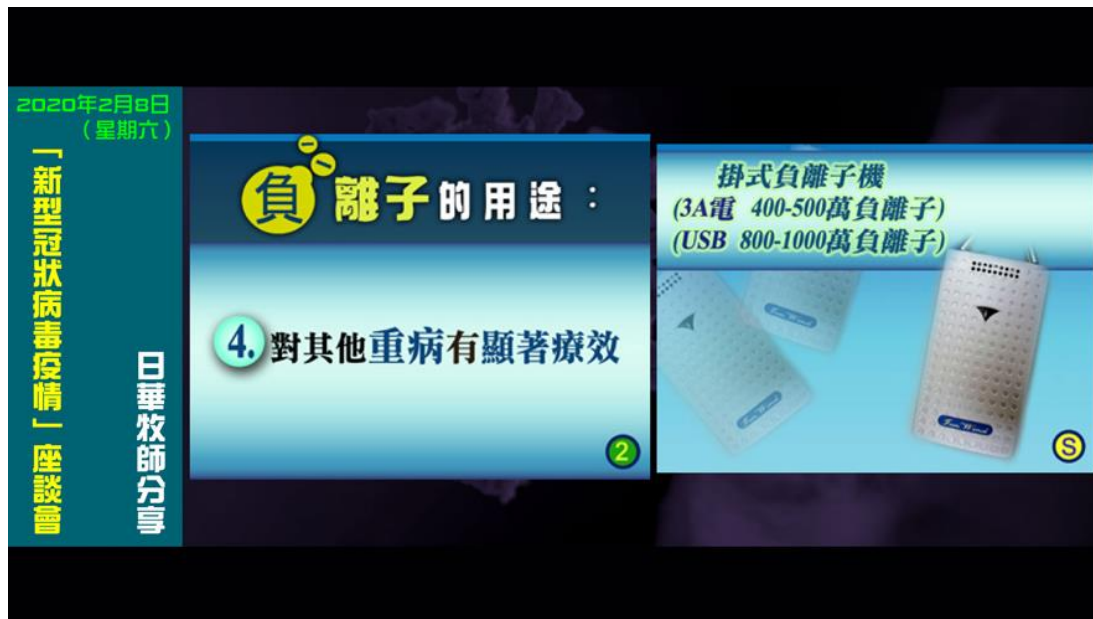 2020年2月8日
（星期六）
「新型冠狀病毒疫情」座談會
日華牧師分享
負離子的用途：
4.對其他重病有顯著療效
2
掛式負離子機
(3A電 400-500萬負離子)
(USB 800-1000萬負離子)
S